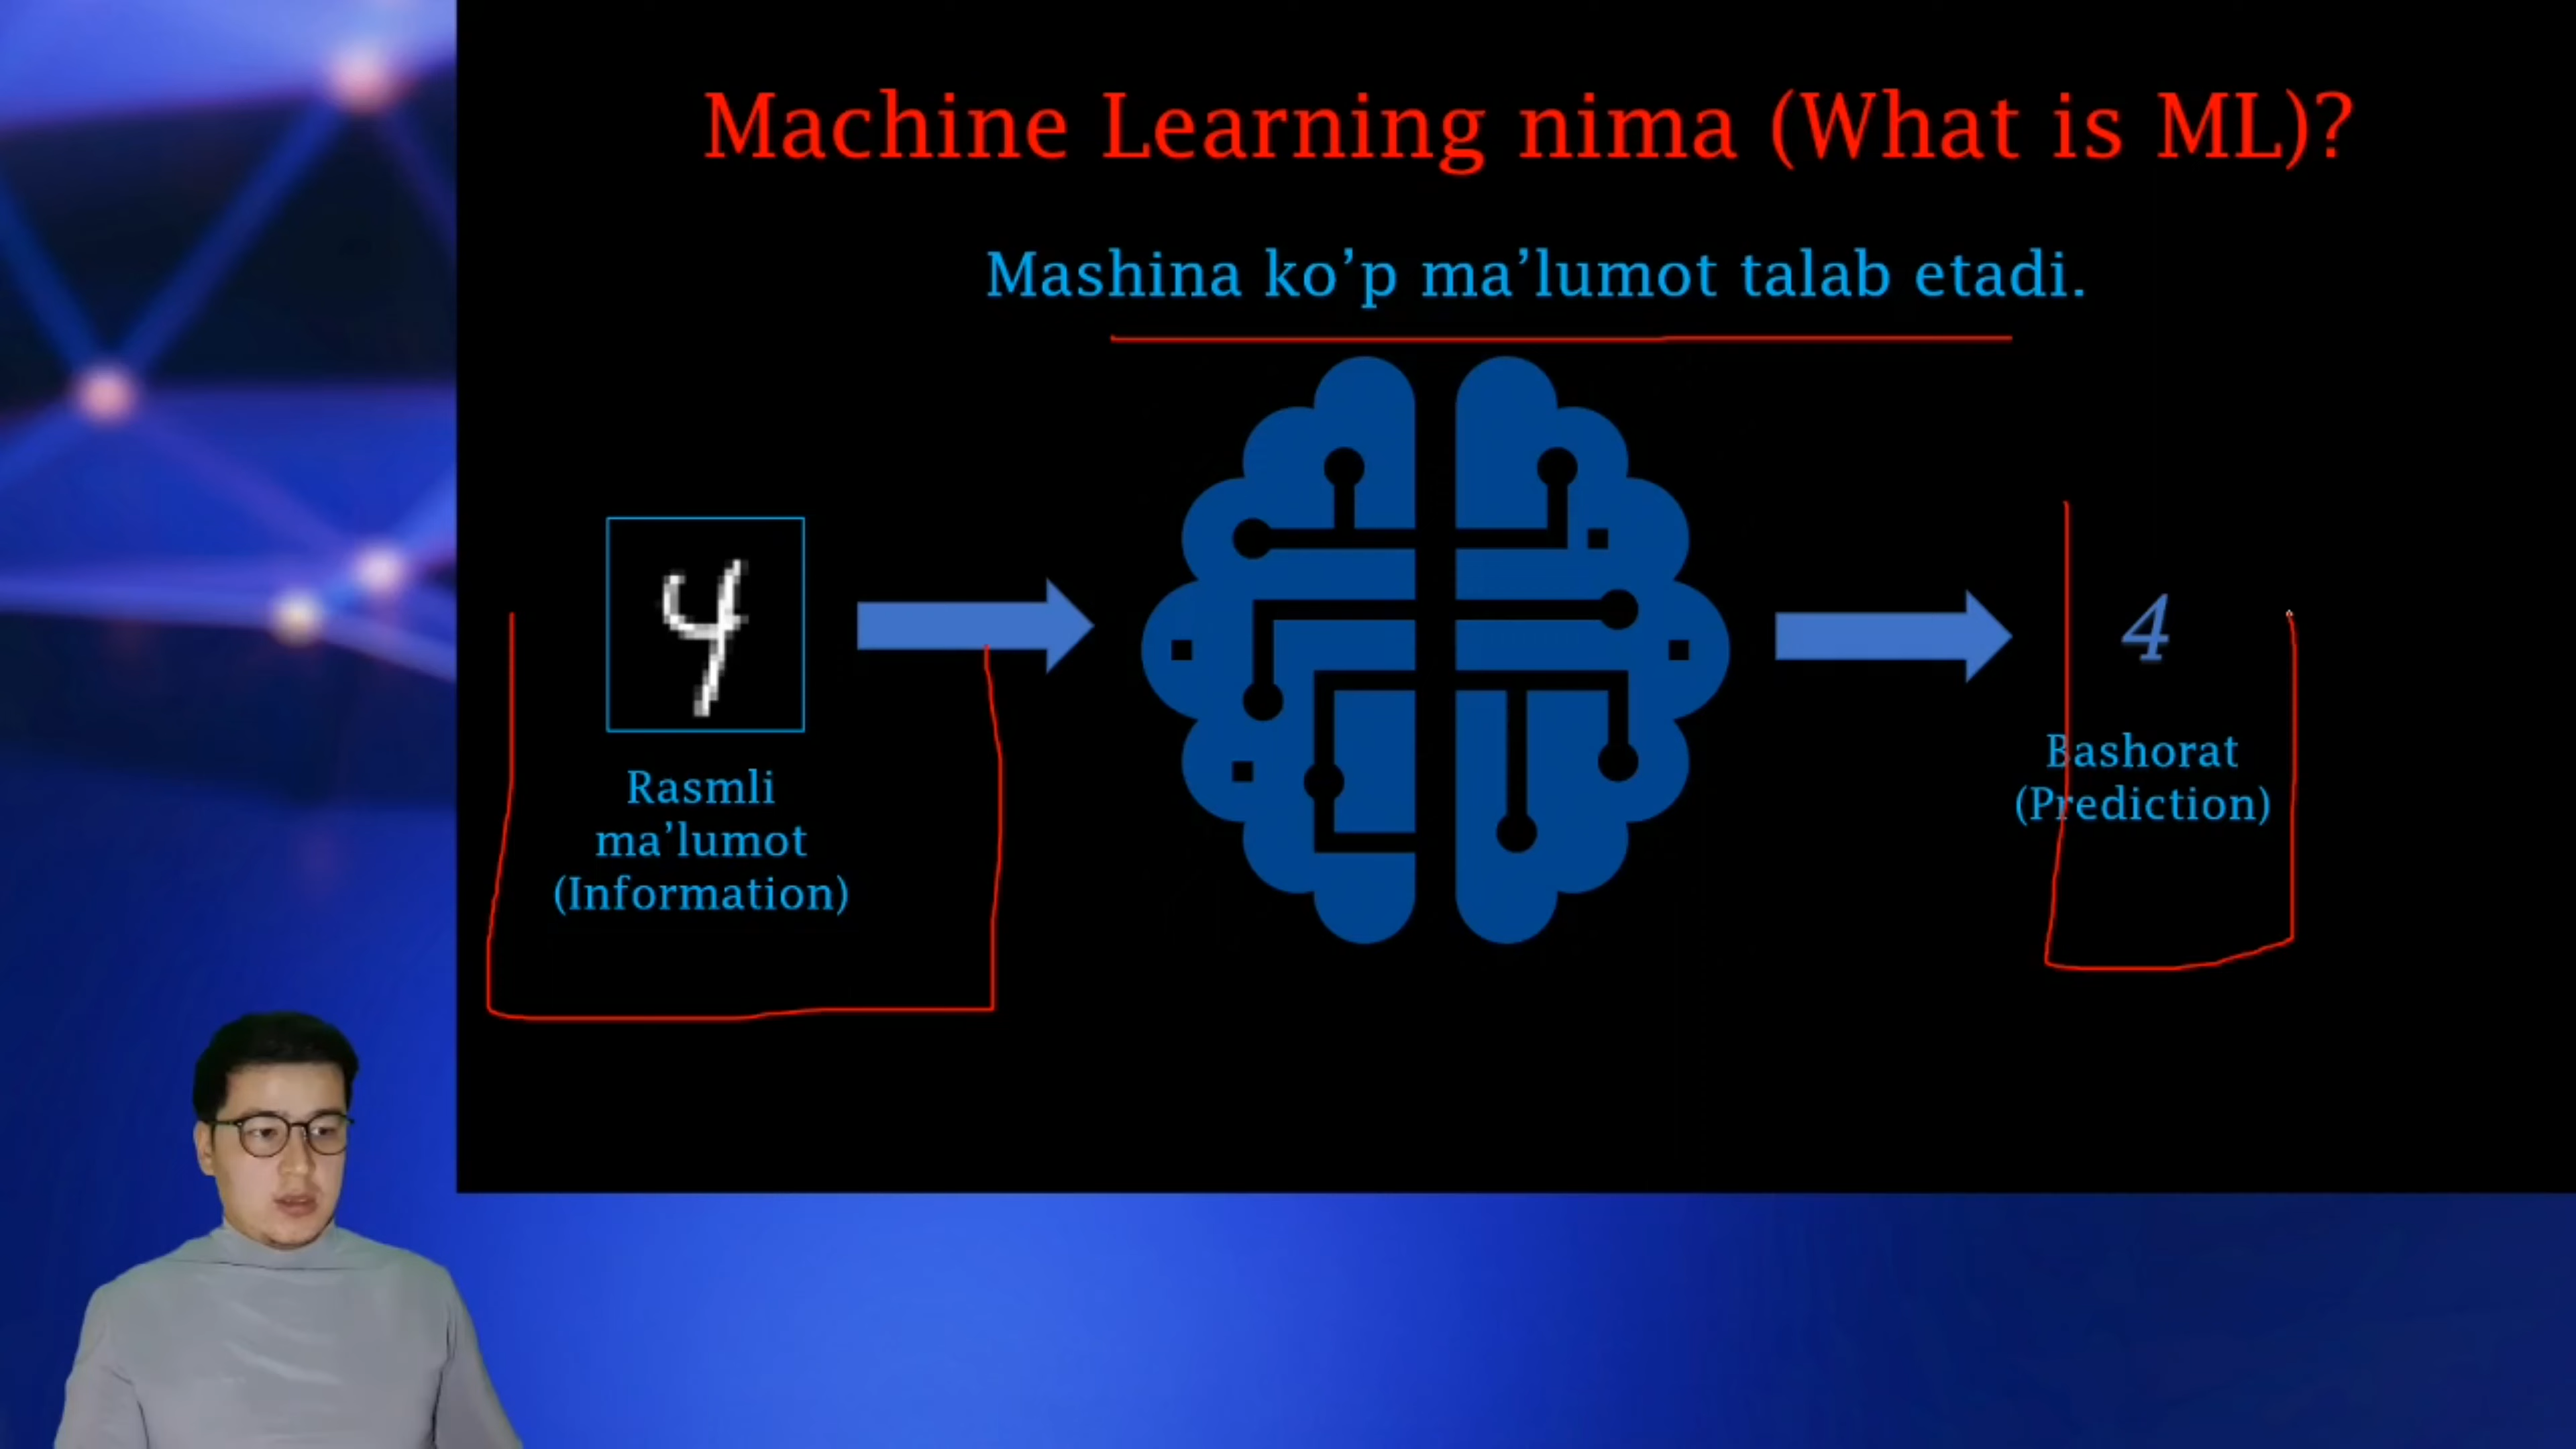 Machine Learning nima (What is ML)?
Mashina ko’p ma’lumot talab etadi.
4
4
Rasmli
ma’lumot
(Information)
Bashorat
(Prediction)